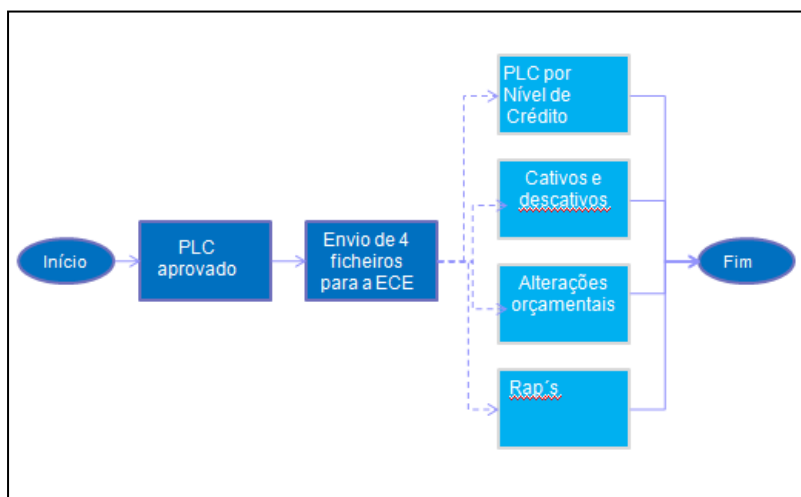 Início
PLC
aprovado
Envio de 4
ficheiros
para a ECE
PLC por
Nível de
Crédito
Cativos e
descativos
Alterações
orçamentais
Rap´s
Fim